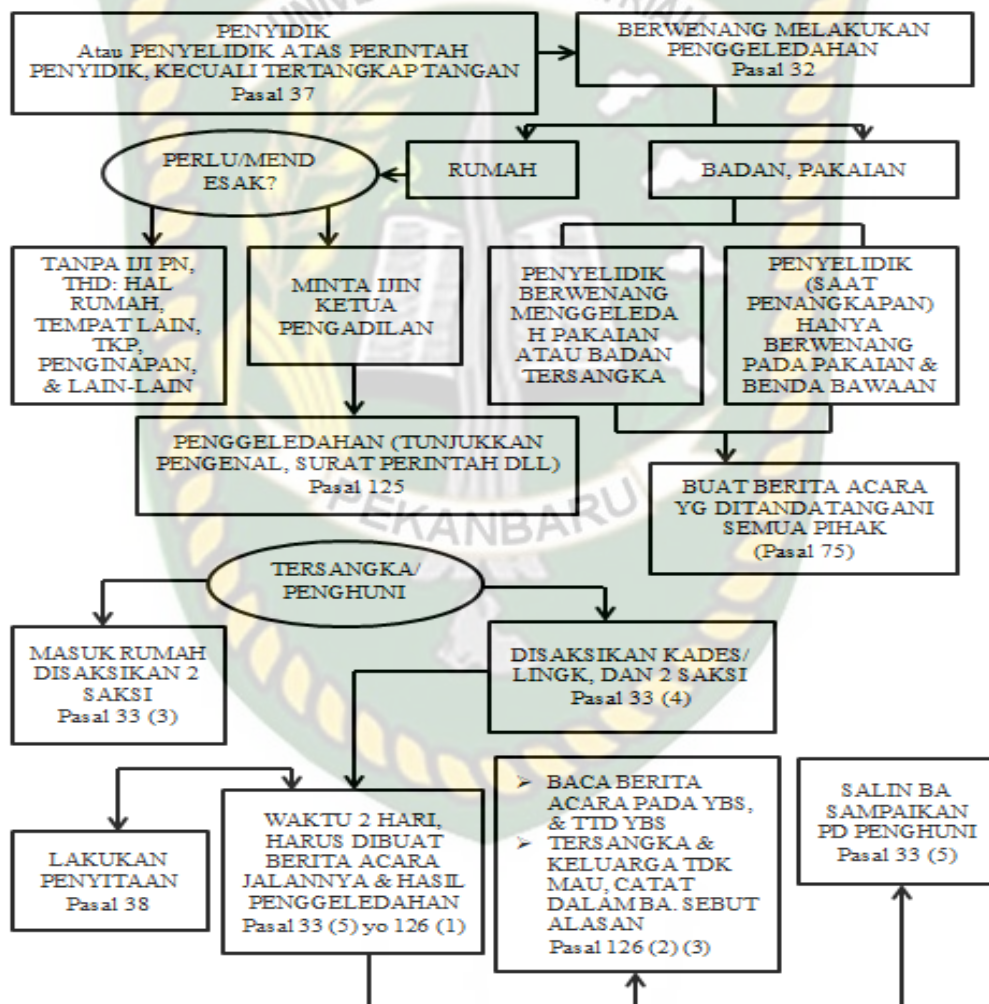 PENYIDIK
Atau PENYELIDIK ATAS PERINTAH
PENYIDIK, KECUALI TERTANGKAP TANGAN
Pasal 37
BERWENANG MELAKUKAN
PENGGELEDAHAN
Pasal 32
PERLU/MEND
ESAK?
RUMAH
BADAN, PAKAIAN
TANPA IJI PN,
THD: HAL
RUMAH,
TEMPAT LAIN,
TKP,
PENGINAPAN,
& LAIN-LAIN
MINTA IJIN
KETUA
PENGADILAN
PENYELIDIK
BERWENANG
MENGGELEDA
H PAKAIAN
ATAU BADAN
TERSANGKA
PENYELIDIK
(SAAT
PENANGKAPAN)
HANYA
BERWENANG
PADA PAKAIAN &
BENDA BAWAAN
PENGGELEDAHAN (TUNJUKKAN
PENGENAL, SURAT PERINTAH DLL)
Pasal 125
BUAT BERITA ACARA
YG DITANDATANGANI
SEMUA PIHAK
(Pasal 75)
PEKANBARU
TERSANGKA/
PENGHUNI
MASUK RUMAH
DISAKSIKAN 2
SAKSI
Pasal 33 (3)
DISAKSIKAN KADES/
LINGK, DAN 2 SAKSI
Pasal 33 (4)
LAKUKAN
PENYITAAN
Pasal 38
WAKTU 2 HARI,
HARUS DIBUAT
BERITA ACARA
JALANNYA & HASIL
PENGGELEDAHAN
Pasal 33 (5) yo 126 (1)
➢ BACA BERITA
ACARA PADA YBS,
& TTD YBS
➢ TERSANGKA &
KELUARGA TDK
MAU, CATAT
DALAM BA. SEBUT
ALASAN
Pasal 126 (2) (3)
SALIN BA
SAMPAIKAN
PD PENGHUNI
Pasal 33 (5)